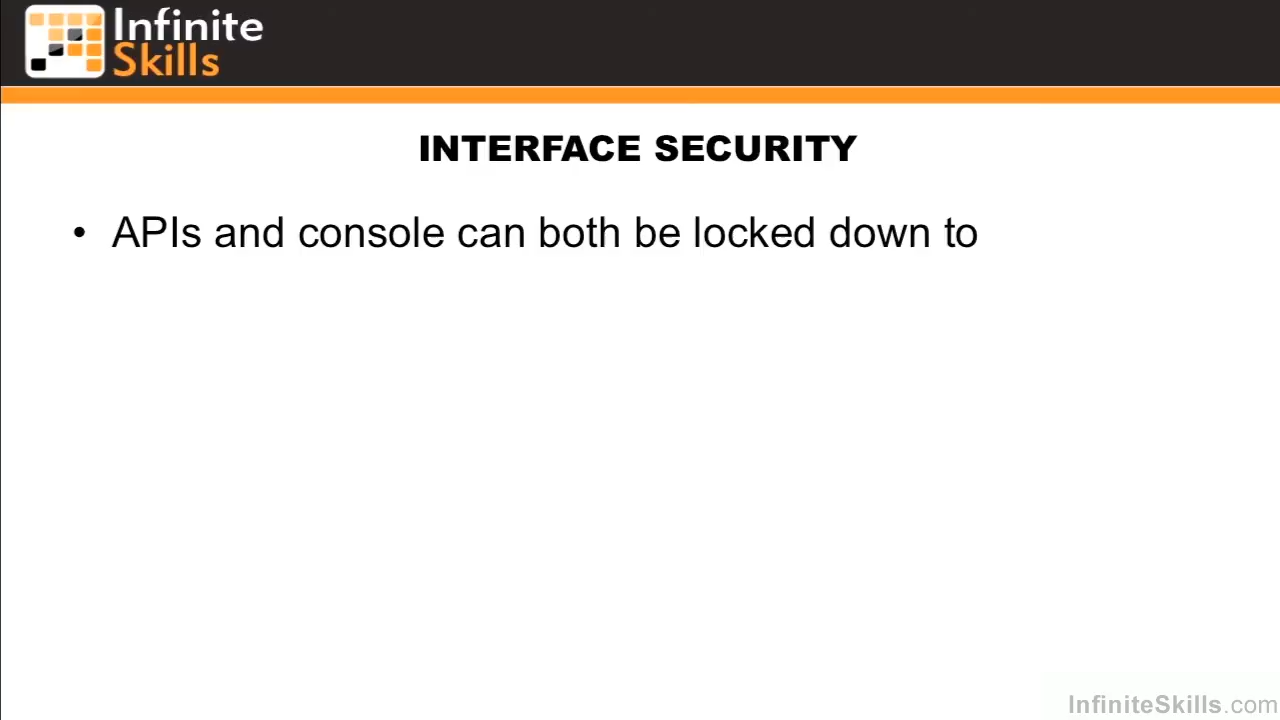 Infinite
Skills
INTERFACE SECURITY
• APIs and console can both be locked down to
InfiniteSkills.com